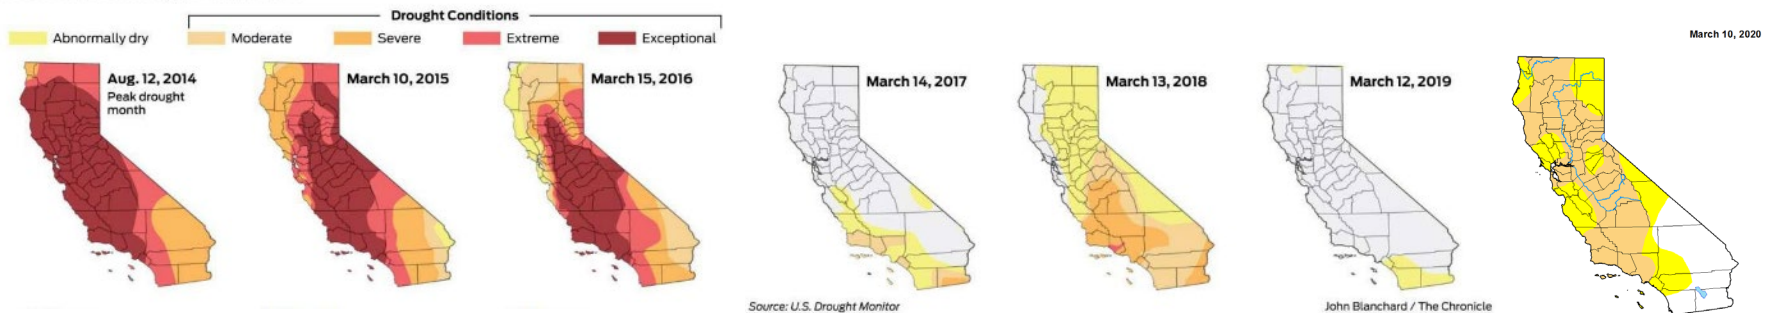 Drought Conditions
Abnormally dry
Moderate
Severe
Extreme
Exceptional
Aug. 12, 2014
Peak drought
month
March 10, 2015
March 15, 2016
March 14, 2017
March 13, 2018
March 12, 2019
March 10, 2020
Source: U.S. Drought Monitor
John Blanchard / The Chronicle